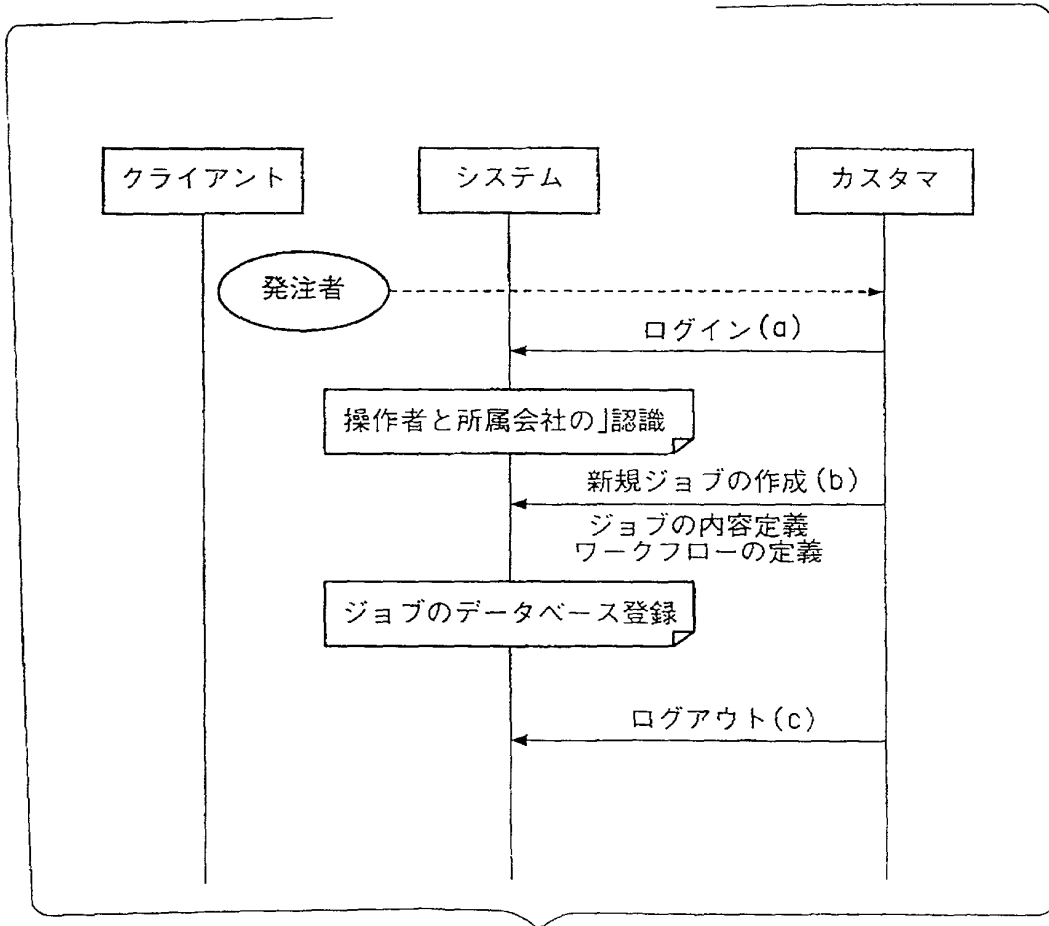 クライアント
システム
カスタマ
発注者
ログイン(a)
操作者と所属会社の」認識
新規ジョブの作成(b)
ジョブの内容定義
ワークフローの定義
ジョブのデータベース登録
ログアウト(c)